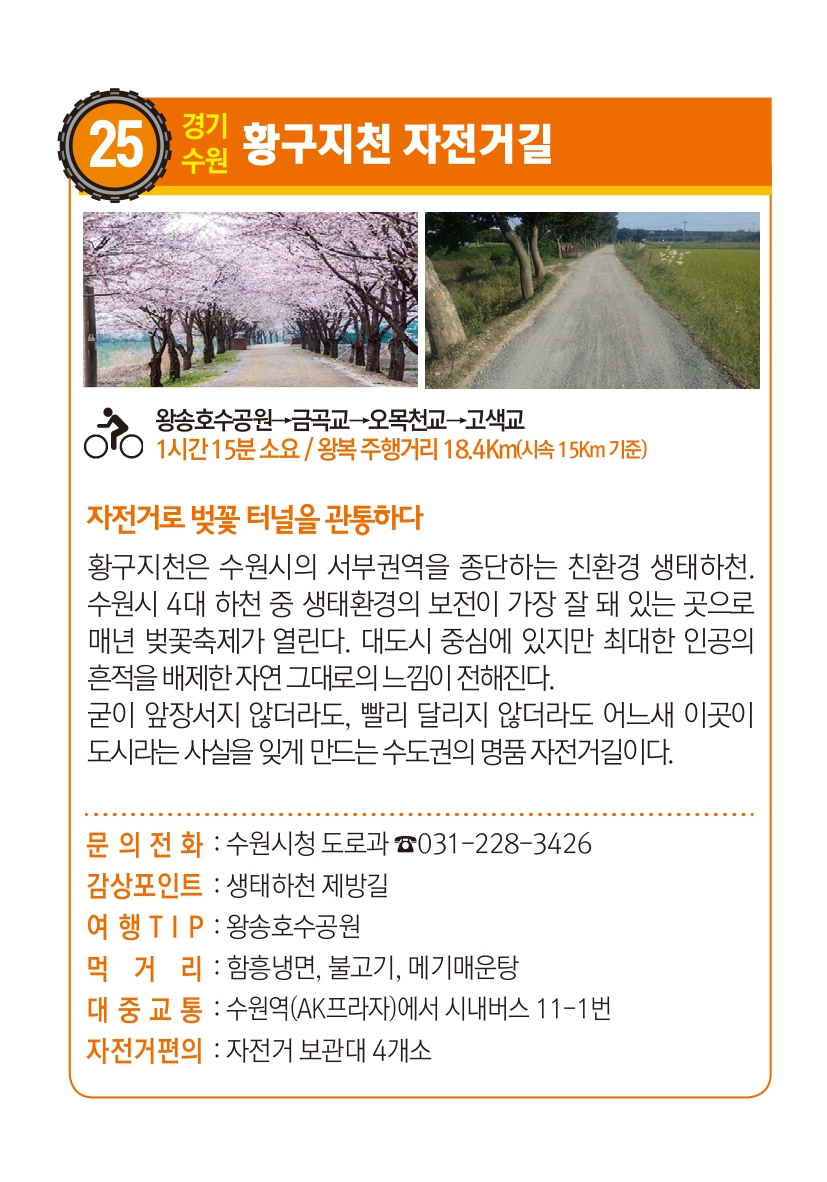 25
경기
수원
황구지천 자전거길
왕송호수공원→금곡교→오목천교→고색교
1시간 15분 소요 / 왕복 주행거리 18.4Km(시속 15Km 기준)
자전거로 벚꽃 터널을 관통하다
황구지천은 수원시의 서부권역을 종단하는 친환경 생태하천.
수원시 4대 하천 중 생태환경의 보전이 가장 잘 돼 있는 곳으로
매년 벚꽃축제가 열린다. 대도시 중심에 있지만 최대한 인공의
흔적을 배제한 자연 그대로의 느낌이 전해진다.
굳이 앞장서지 않더라도, 빨리 달리지 않더라도 어느새 이곳이
도시라는 사실을 잊게 만드는 수도권의 명품 자전거길이다.
문의전화 : 수원시청 도로과 ☎031-228-3426
감상포인트 : 생태하천 제방길
여행TIP : 왕송호수공원
먹거리 : 함흥냉면, 불고기, 메기매운탕
대중교통 : 수원역(AK프라자)에서 시내버스 11-1번
자전거편의 : 자전거 보관대 4개소